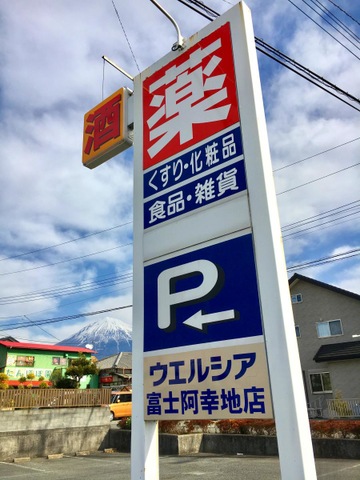 酒
薬
くすり・化粧品
食品・雑貨
P
ウエルシア
富士阿幸地店